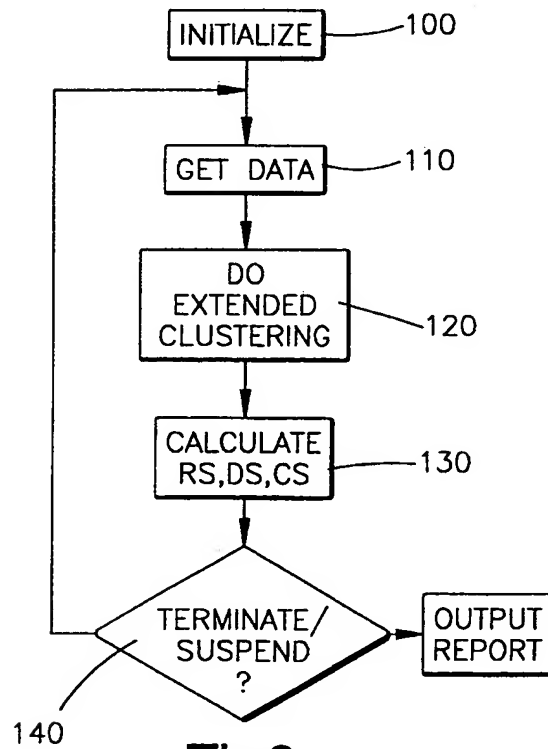 INITIALIZE
100
GET DATA
110
DO
EXTENDED
CLUSTERING
120
CALCULATE
RS,DS,CS
130
TERMINATE/
SUSPEND
?
140
OUTPUT
REPORT